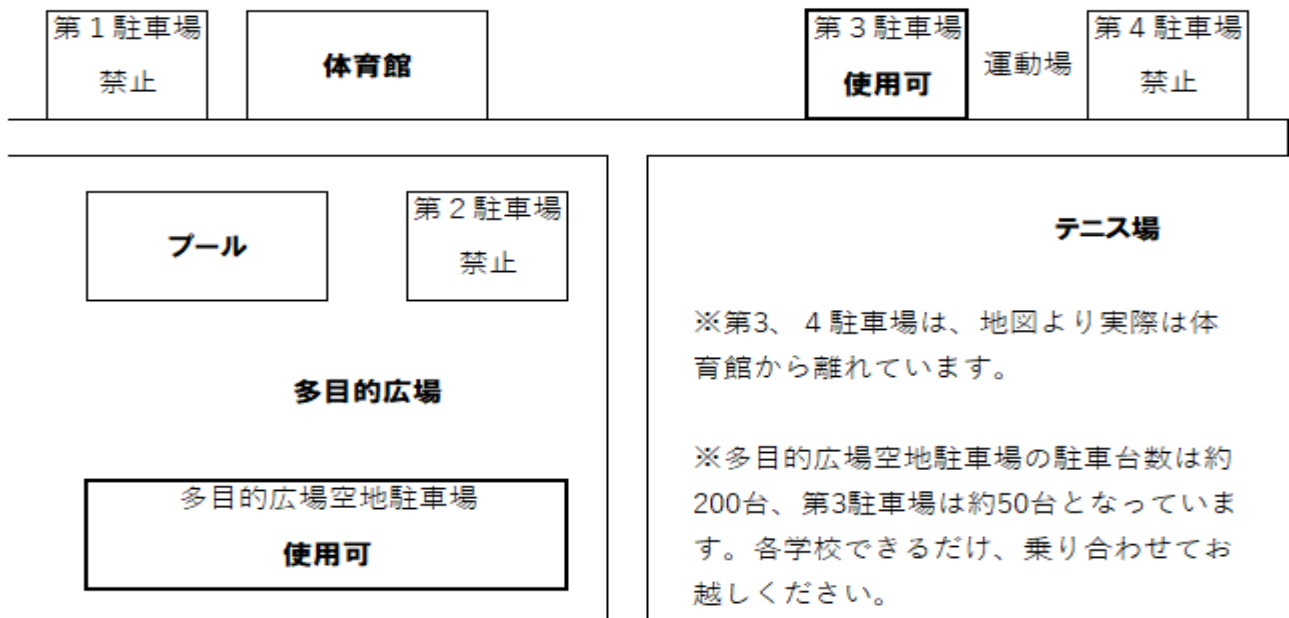 第１駐車場
禁止
体育館
第３駐車場
使用可
運動場
第４駐車場
禁止
プール
第２駐車場
禁止
多目的広場
多目的広場空地駐車場
使用可
テニス場
※第3、４駐車場は、地図より実際は体
育館から離れています。
※多目的広場空地駐車場の駐車台数は約
200台、第3駐車場は約50台となっていま
す。各学校できるだけ、乗り合わせてお
越しください。